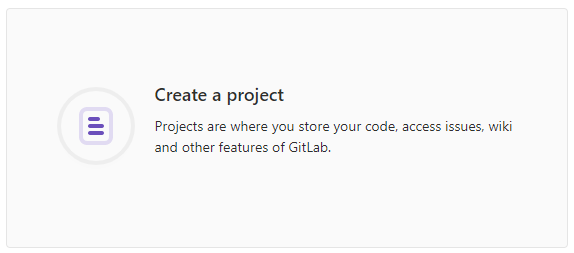 Create a project
Projects are where you store your code, access issues, wiki
and other features of GitLab.